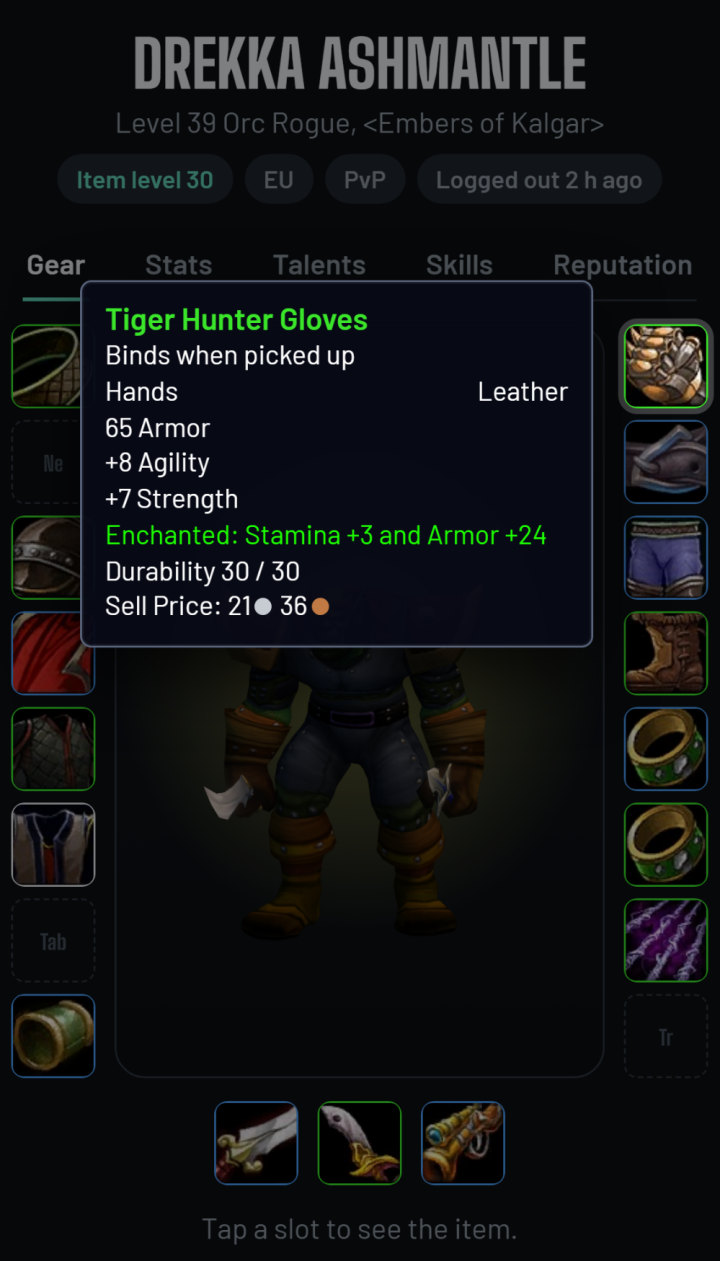 DREKKA ASHMANTLE
Level 39 Orc Rogue, <Embers of Kalgar>
Item level 30 EU PvP Logged out 2 h ago
Gear Stats Talents Skills Reputation
Tiger Hunter Gloves
Binds when picked up
Hands Leather
65 Armor
+8 Agility
+7 Strength
Enchanted: Stamina +3 and Armor +24
Durability 30 / 30
Sell Price: 21 36
Ne
Tab
Tr
Tap a slot to see the item.